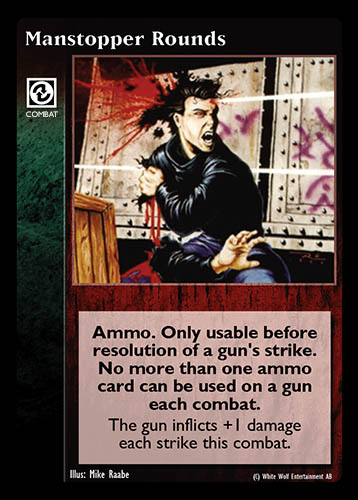 Manstopper Rounds
COMBAT
Ammo. Only usable before
resolution of a gun's strike.
No more than one ammo
card can be used on a gun
each combat.
The gun inflicts +1 damage
each strike this combat.
Illus: Mike Raabe
(C) White Wolf Entertainment AB